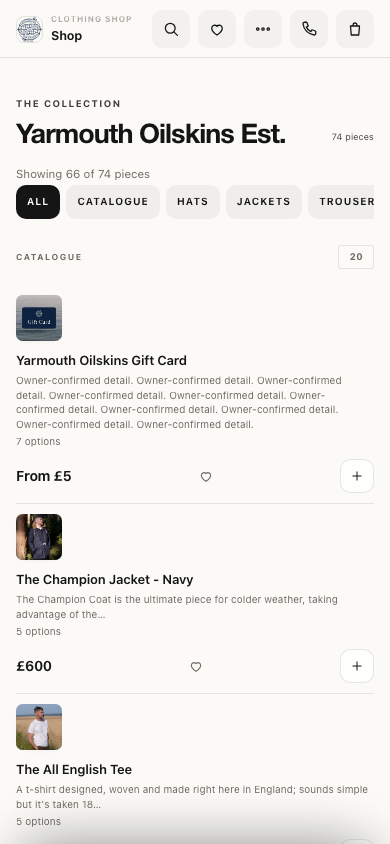 CLOTHING SHOP
Shop
THE COLLECTION
Yarmouth Oilskins Est.
74 pieces
Showing 66 of 74 pieces
ALL
CATALOGUE
HATS
JACKETS
TROUSER
CATALOGUE
20
Gift Card
Yarmouth Oilskins Gift Card
Owner-confirmed detail. Owner-confirmed detail. Owner-confirmed
detail. Owner-confirmed detail. Owner-confirmed detail. Owner-
confirmed detail. Owner-confirmed detail. Owner-confirmed detail.
Owner-confirmed detail. Owner-confirmed detail.
7 options
From £5
The Champion Jacket - Navy
The Champion Coat is the ultimate piece for colder weather, taking
advantage of the...
5 options
£600
The All English Tee
A t-shirt designed, woven and made right here in England; sounds simple
but it's taken 18...
5 options